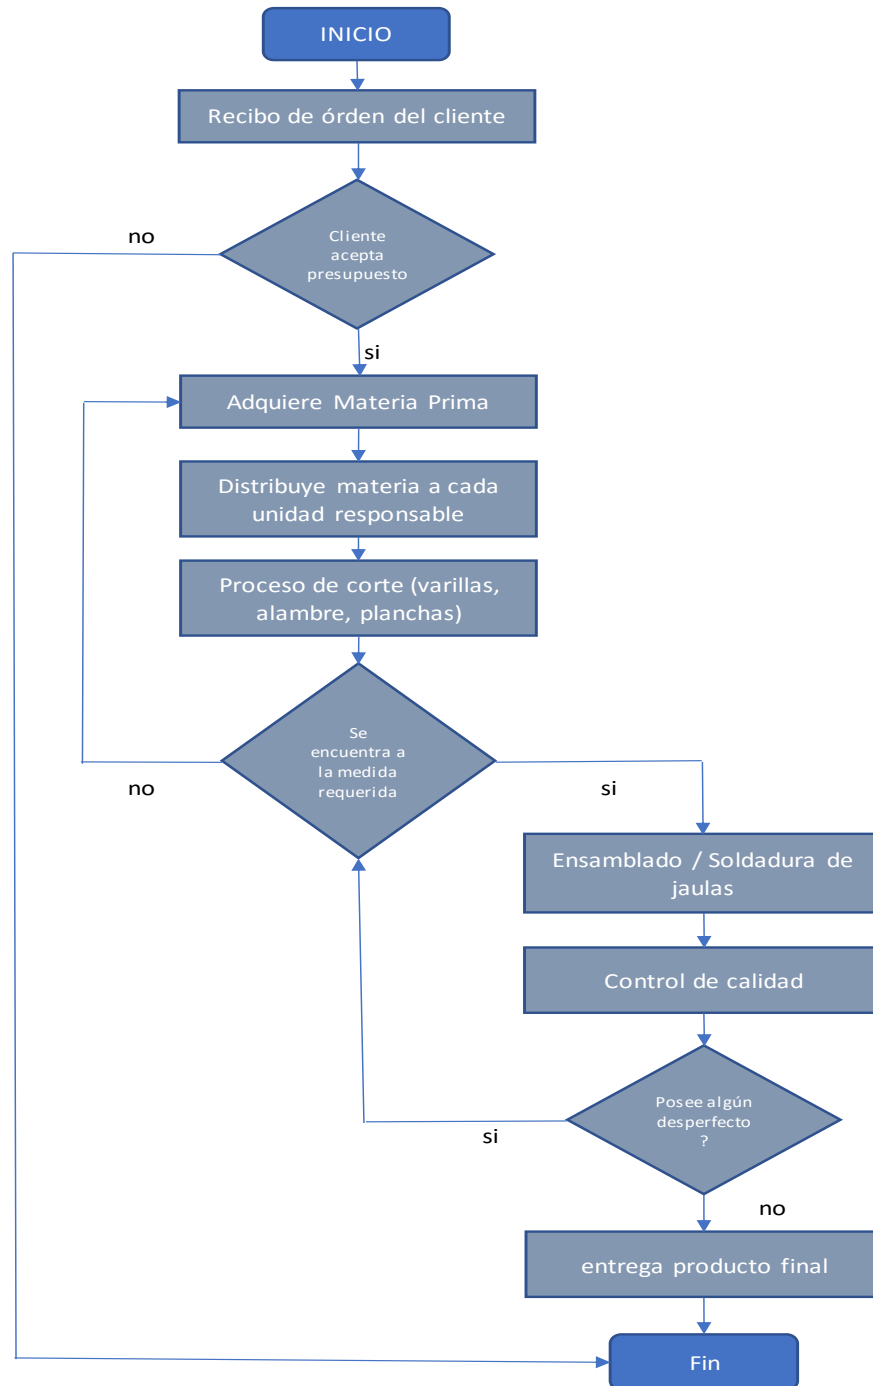 INICIO
Recibo de órden del cliente
no
Cliente
acepta
presupuesto
si
Adquiere Materia Prima
Distribuye materia a cada
unidad responsable
Proceso de corte (varillas,
alambre, planchas)
Se
encuentra a
la medida
requerida
no
si
Ensamblado / Soldadura de
jaulas
Control de calidad
Posee algún
desperfecto
?
si
no
entrega producto final
Fin